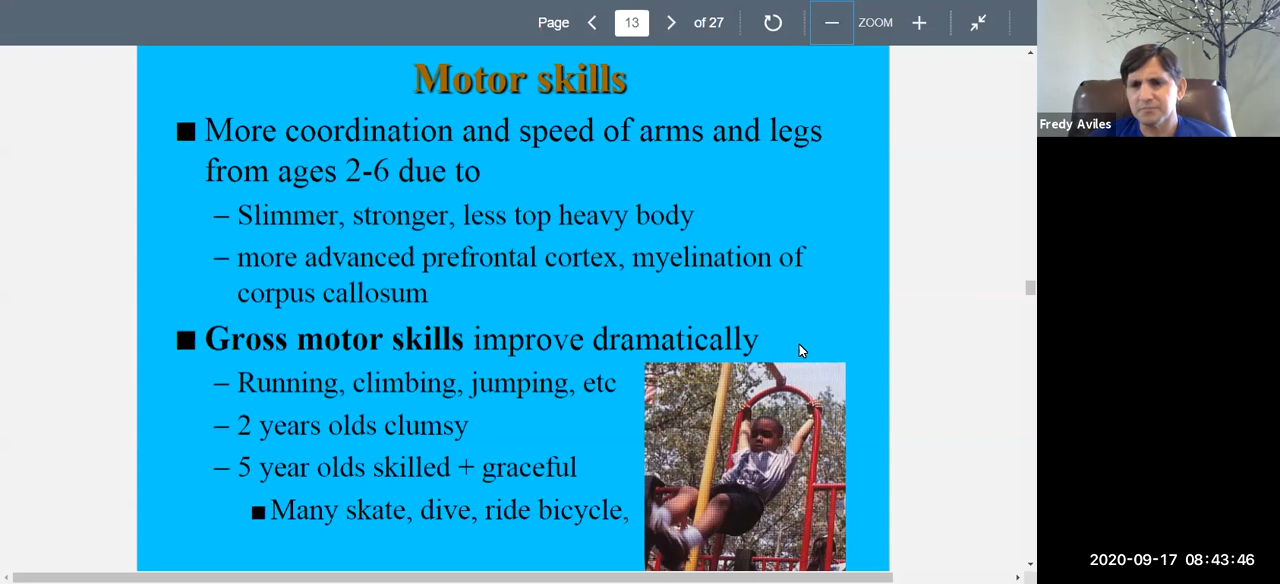 Page 13 of 27 ZOOM
Motor skills
Fredy Aviles
■ More coordination and speed of arms and legs
from ages 2-6 due to
– Slimmer, stronger, less top heavy body
– more advanced prefrontal cortex, myelination of
corpus callosum
■ Gross motor skills improve dramatically
– Running, climbing, jumping, etc
– 2 years olds clumsy
– 5 year olds skilled + graceful
■ Many skate, dive, ride bicycle,
2020-09-17 08:43:46